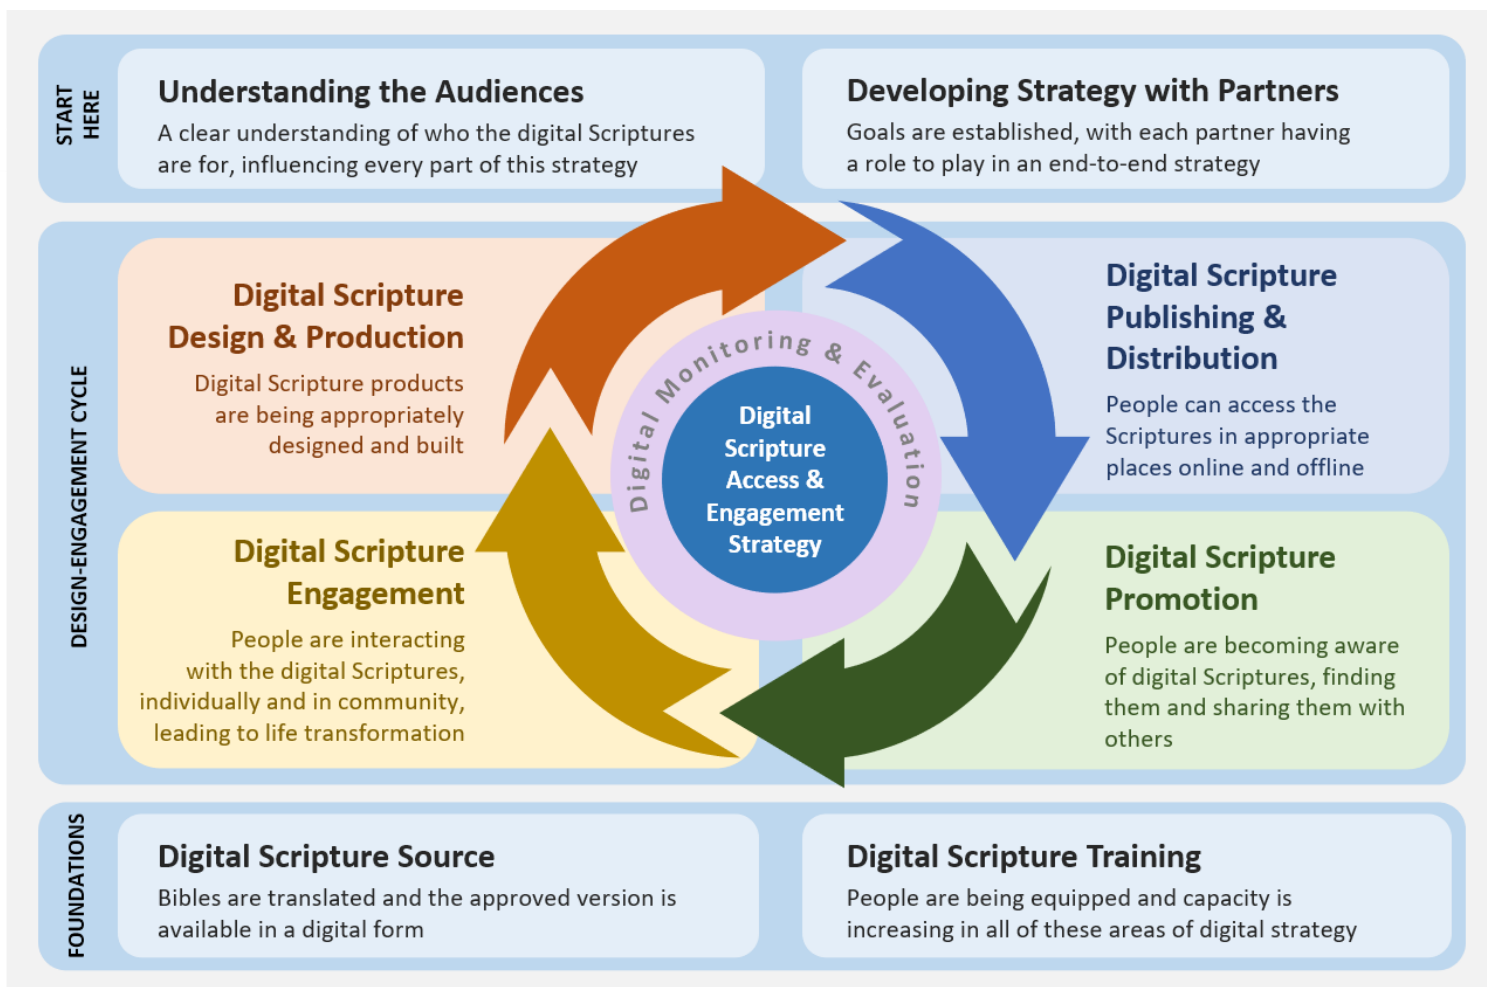 START
HERE
Understanding the Audiences
A clear understanding of who the digital Scriptures
are for, influencing every part of this strategy
Developing Strategy with Partners
Goals are established, with each partner having
a role to play in an end-to-end strategy
DESIGN-ENGAGEMENT CYCLE
Digital Scripture
Design & Production
Digital Scripture products
are being appropriately
designed and built
Digital Scripture
Publishing &
Distribution
People can access the
Scriptures in appropriate
places online and offline
Digital Monitoring & Evaluation
Digital
Scripture
Access &
Engagement
Strategy
Digital Scripture
Engagement
People are interacting
with the digital Scriptures,
individually and in community,
leading to life transformation
Digital Scripture
Promotion
People are becoming aware
of digital Scriptures, finding
them and sharing them with
others
FOUNDATIONS
Digital Scripture Source
Bibles are translated and the approved version is
available in a digital form
Digital Scripture Training
People are being equipped and capacity is
increasing in all of these areas of digital strategy